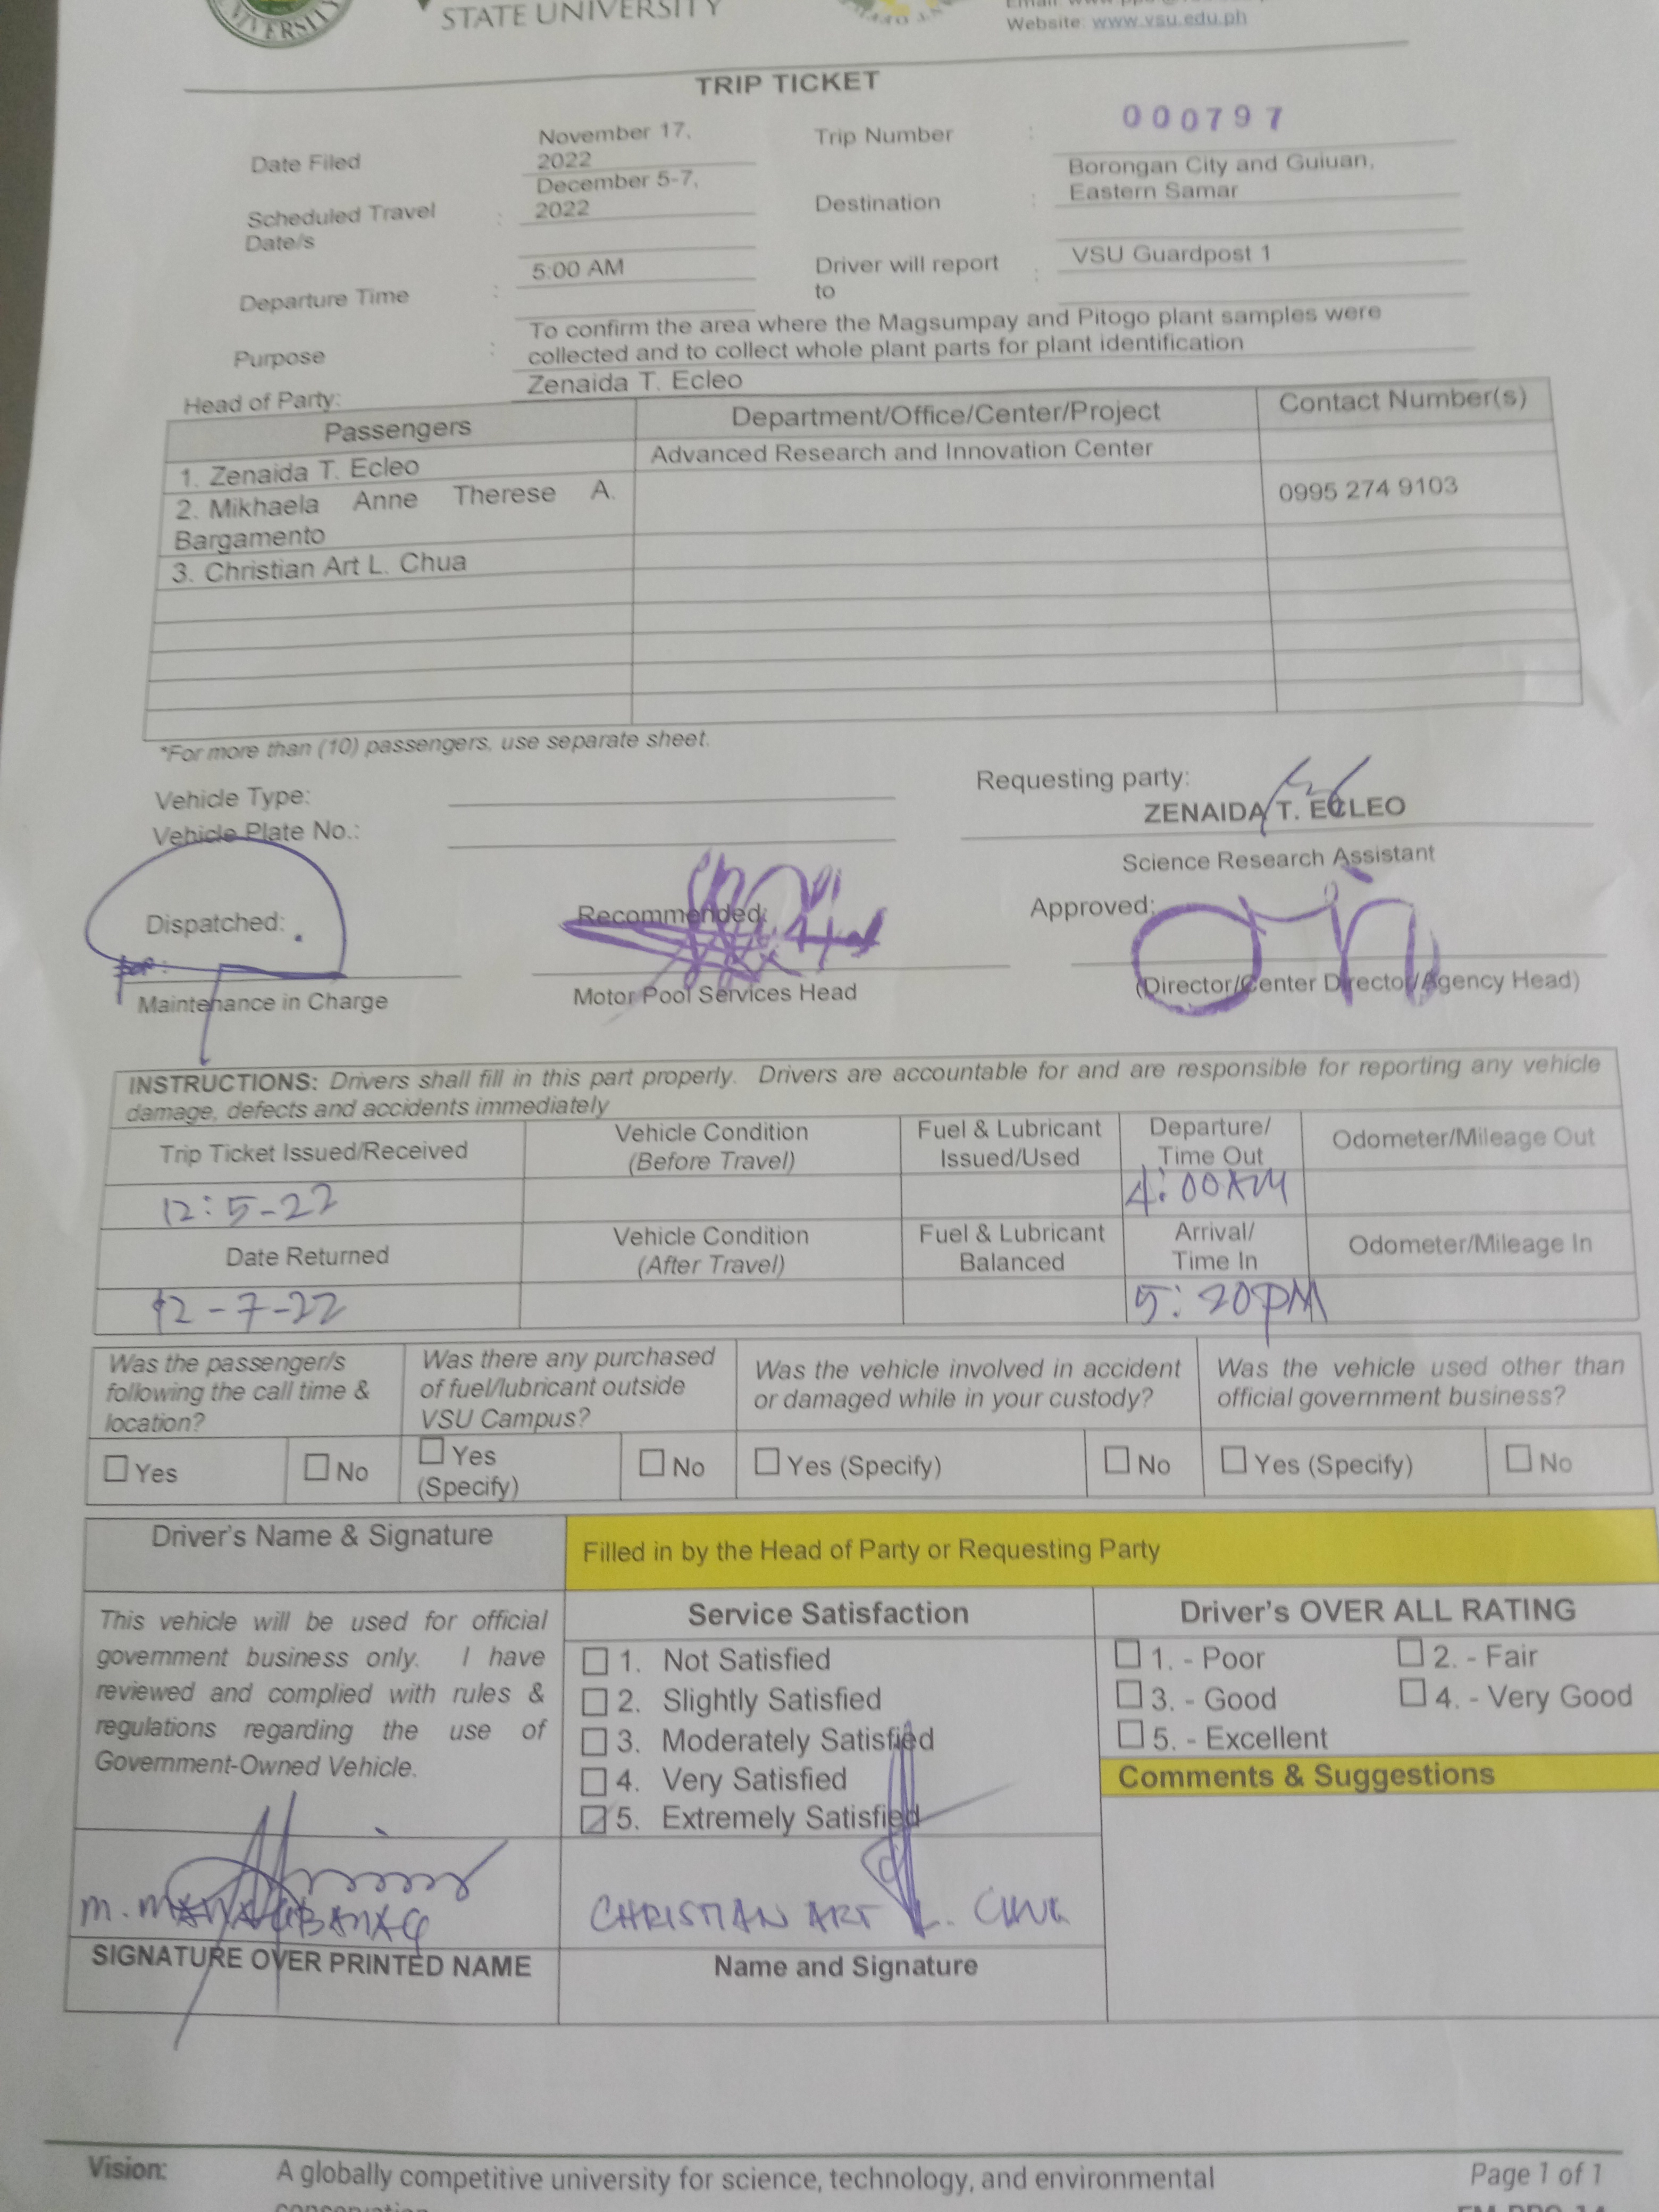 STATE UNIVERSITY
Website: www.vsu.edu.ph
TRIP TICKET
Date Filed
November 17,
2022
Trip Number : 000797
Scheduled Travel
Date/s
:
December 5-7,
2022
Destination :
Borongan City and Guiuan,
Eastern Samar
Departure Time : 5:00 AM
Driver will report
to
: VSU Guardpost 1
Purpose :
To confirm the area where the Magsumpay and Pitogo plant samples were
collected and to collect whole plant parts for plant identification
Head of Party: Zenaida T. Ecleo
Passengers Department/Office/Center/Project Contact Number(s)
1. Zenaida T. Ecleo Advanced Research and Innovation Center
2. Mikhaela Anne Therese A.
Bargamento
0995 274 9103
3. Christian Art L. Chua
*For more than (10) passengers, use separate sheet.
Vehicle Type:
Vehicle Plate No.:
Requesting party:
ZENAIDA T. ECLEO
Science Research Assistant
Dispatched:
Recommended:
Approved:
Maintenance in Charge
Motor Pool Services Head
(Director/Center Director/Agency Head)
INSTRUCTIONS: Drivers shall fill in this part properly. Drivers are accountable for and are responsible for reporting any vehicle
damage, defects and accidents immediately
Trip Ticket Issued/Received
Vehicle Condition
(Before Travel)
Fuel & Lubricant
Issued/Used
Departure/
Time Out
Odometer/Mileage Out
12:5-22 4:00AM
Date Returned
Vehicle Condition
(After Travel)
Fuel & Lubricant
Balanced
Arrival/
Time In
Odometer/Mileage In
12-7-22 5:20PM
Was the passenger/s
following the call time &
location?
Was there any purchased
of fuel/lubricant outside
VSU Campus?
Was the vehicle involved in accident
or damaged while in your custody?
Was the vehicle used other than
official government business?
Yes No
Yes
(Specify)
No
Yes (Specify) No
Yes (Specify) No
Driver's Name & Signature
Filled in by the Head of Party or Requesting Party
This vehicle will be used for official
government business only. I have
reviewed and complied with rules &
regulations regarding the use of
Government-Owned Vehicle.
Service Satisfaction
1. Not Satisfied
2. Slightly Satisfied
3. Moderately Satisfied
4. Very Satisfied
5. Extremely Satisfied
Driver's OVER ALL RATING
1. - Poor 2. - Fair
3. - Good 4. - Very Good
5. - Excellent
Comments & Suggestions
CHRISTIAN ART L. CHUA
SIGNATURE OVER PRINTED NAME
Name and Signature
Vision: A globally competitive university for science, technology, and environmental
Page 1 of 1